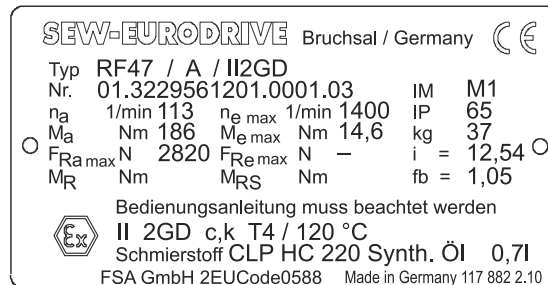 SEW-EURODRIVE Bruchsal / Germany CE
Typ RF47 / A / II2GD
Nr. 01.3229561201.0001.03 IM M1
na 1/min 113 ne max 1/min 1400 IP 65
Ma Nm 186 Me max Nm 14,6 kg 37
FRa max N 2820 FRe max N – i = 12,54
MR Nm MRS Nm fb = 1,05
Bedienungsanleitung muss beachtet werden
Ex II 2GD c,k T4 / 120 °C
Schmierstoff CLP HC 220 Synth. Öl 0,7l
FSA GmbH 2EUCode0588 Made in Germany 117 882 2.10